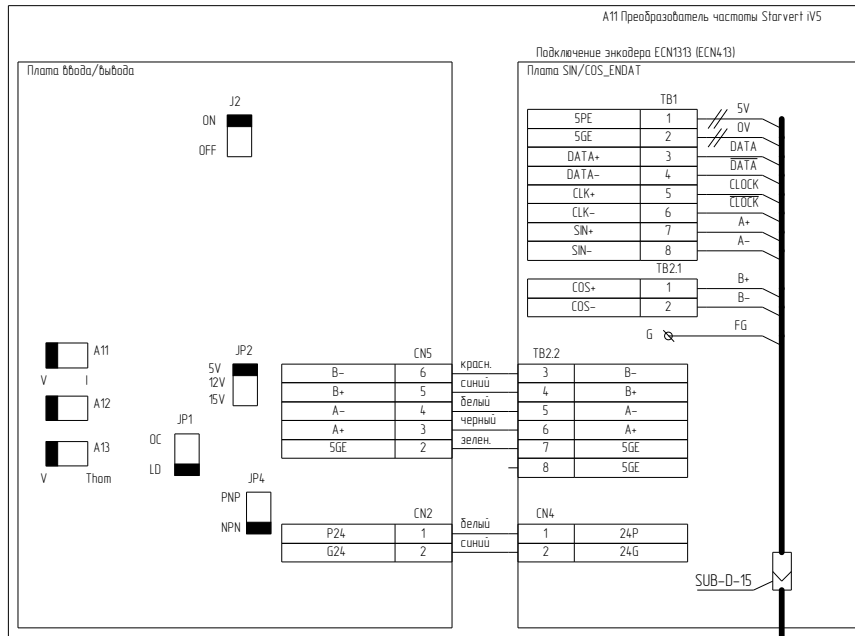 A11 Преобразователь частоты Starvert iV5
Подключение энкодера ECN1313 (ECN413)
Плата ввода/вывода
Плата SIN/COS_ENDAT
J2
ON
OFF
TB1
5PE 1 5V
5GE 2 0V
DATA+ 3 DATA
DATA- 4 DATA
CLK+ 5 CLOCK
CLK- 6 CLOCK
SIN+ 7 A+
SIN- 8 A-
TB2.1
COS+ 1 B+
COS- 2 B-
G FG
A11
V I
A12
A13
V Thom
JP2
5V
12V
15V
JP1
OC
LD
JP4
PNP
NPN
CN5 TB2.2
B- 6 красн. 3 B-
B+ 5 синий 4 B+
A- 4 белый 5 A-
A+ 3 черный 6 A+
5GE 2 зелен. 7 5GE
8 5GE
CN2 CN4
P24 1 белый 1 24P
G24 2 синий 2 24G
SUB-D-15